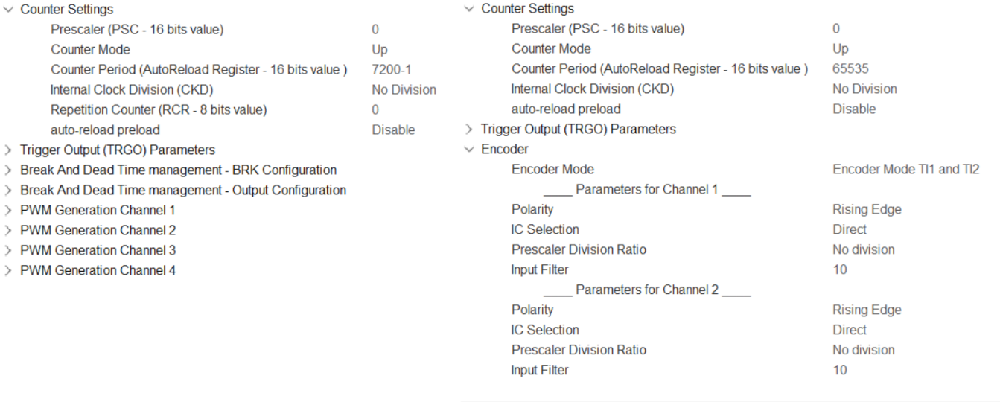 Counter Settings
Prescaler (PSC - 16 bits value) 0
Counter Mode Up
Counter Period (AutoReload Register - 16 bits value ) 7200-1
Internal Clock Division (CKD) No Division
Repetition Counter (RCR - 8 bits value) 0
auto-reload preload Disable
Trigger Output (TRGO) Parameters
Break And Dead Time management - BRK Configuration
Break And Dead Time management - Output Configuration
PWM Generation Channel 1
PWM Generation Channel 2
PWM Generation Channel 3
PWM Generation Channel 4
Counter Settings
Prescaler (PSC - 16 bits value) 0
Counter Mode Up
Counter Period (AutoReload Register - 16 bits value ) 65535
Internal Clock Division (CKD) No Division
auto-reload preload Disable
Trigger Output (TRGO) Parameters
Encoder
Encoder Mode Encoder Mode TI1 and TI2
____ Parameters for Channel 1 ____
Polarity Rising Edge
IC Selection Direct
Prescaler Division Ratio No division
Input Filter 10
____ Parameters for Channel 2 ____
Polarity Rising Edge
IC Selection Direct
Prescaler Division Ratio No division
Input Filter 10